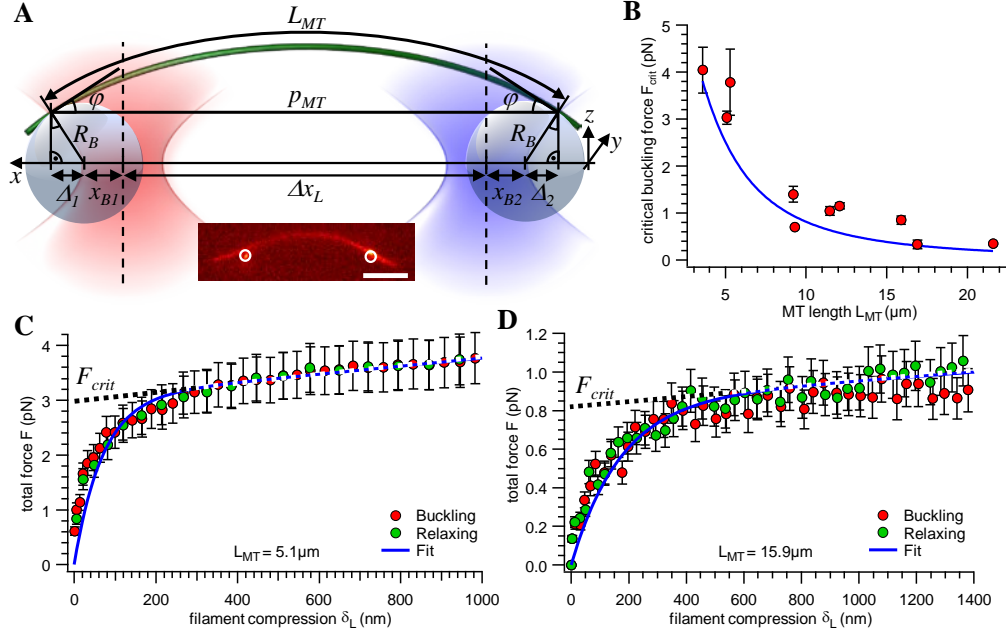 A
L_MT
φ
p_MT
φ
R_B
R_B
z
y
x
Δ_1
x_B1
Δx_L
x_B2
Δ_2
B
critical buckling force F_crit (pN)
5
4
3
2
1
0
5
10
15
20
MT length L_MT (µm)
C
total force F (pN)
4
3
2
1
0
F_crit
Buckling
Relaxing
Fit
L_MT = 5.1µm
0
200
400
600
800
1000
filament compression δ_L (nm)
D
total force F (pN)
1.2
1.0
0.8
0.6
0.4
0.2
0.0
F_crit
Buckling
Relaxing
Fit
L_MT = 15.9µm
0
200
400
600
800
1000
1200
1400
filament compression δ_L (nm)